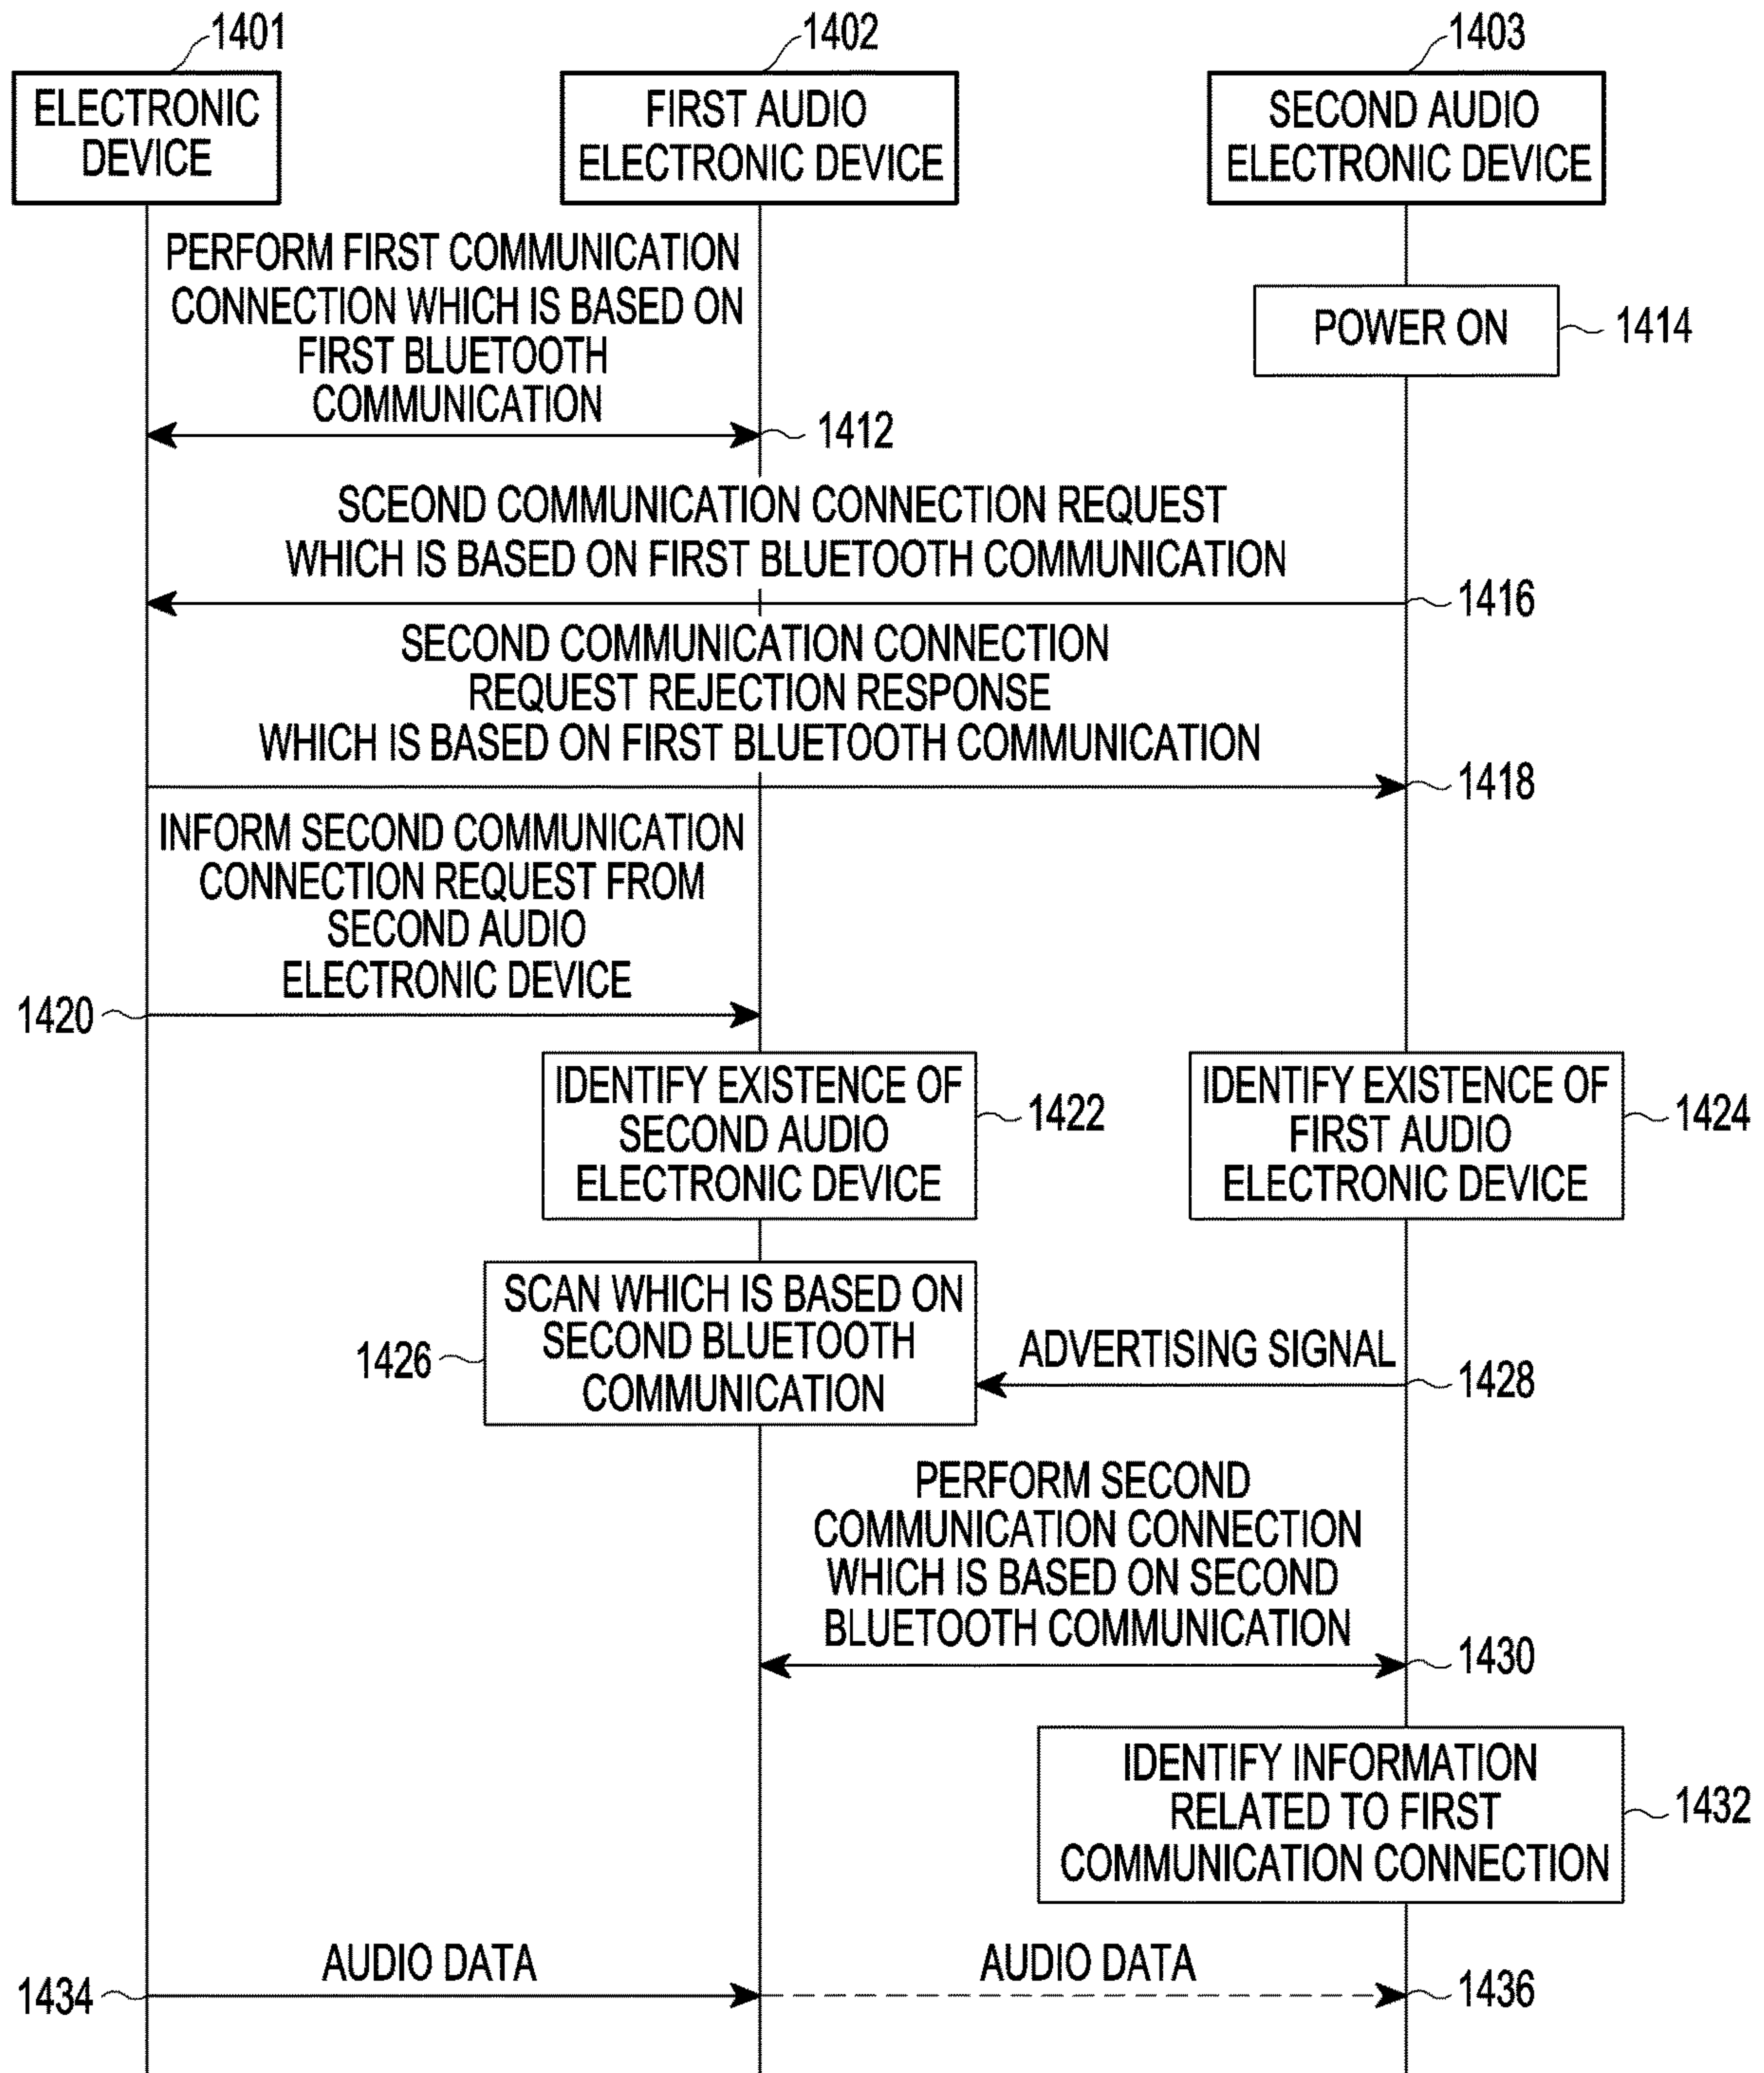 1401
1402
1403
ELECTRONIC
DEVICE
FIRST AUDIO
ELECTRONIC DEVICE
SECOND AUDIO
ELECTRONIC DEVICE
PERFORM FIRST COMMUNICATION
CONNECTION WHICH IS BASED ON
FIRST BLUETOOTH
COMMUNICATION
1412
POWER ON
1414
SCEOND COMMUNICATION CONNECTION REQUEST
WHICH IS BASED ON FIRST BLUETOOTH COMMUNICATION
1416
SECOND COMMUNICATION CONNECTION
REQUEST REJECTION RESPONSE
WHICH IS BASED ON FIRST BLUETOOTH COMMUNICATION
1418
INFORM SECOND COMMUNICATION
CONNECTION REQUEST FROM
SECOND AUDIO
ELECTRONIC DEVICE
1420
IDENTIFY EXISTENCE OF
SECOND AUDIO
ELECTRONIC DEVICE
1422
IDENTIFY EXISTENCE OF
FIRST AUDIO
ELECTRONIC DEVICE
1424
SCAN WHICH IS BASED ON
SECOND BLUETOOTH
COMMUNICATION
1426
ADVERTISING SIGNAL
1428
PERFORM SECOND
COMMUNICATION CONNECTION
WHICH IS BASED ON SECOND
BLUETOOTH COMMUNICATION
1430
IDENTIFY INFORMATION
RELATED TO FIRST
COMMUNICATION CONNECTION
1432
AUDIO DATA
1434
AUDIO DATA
1436